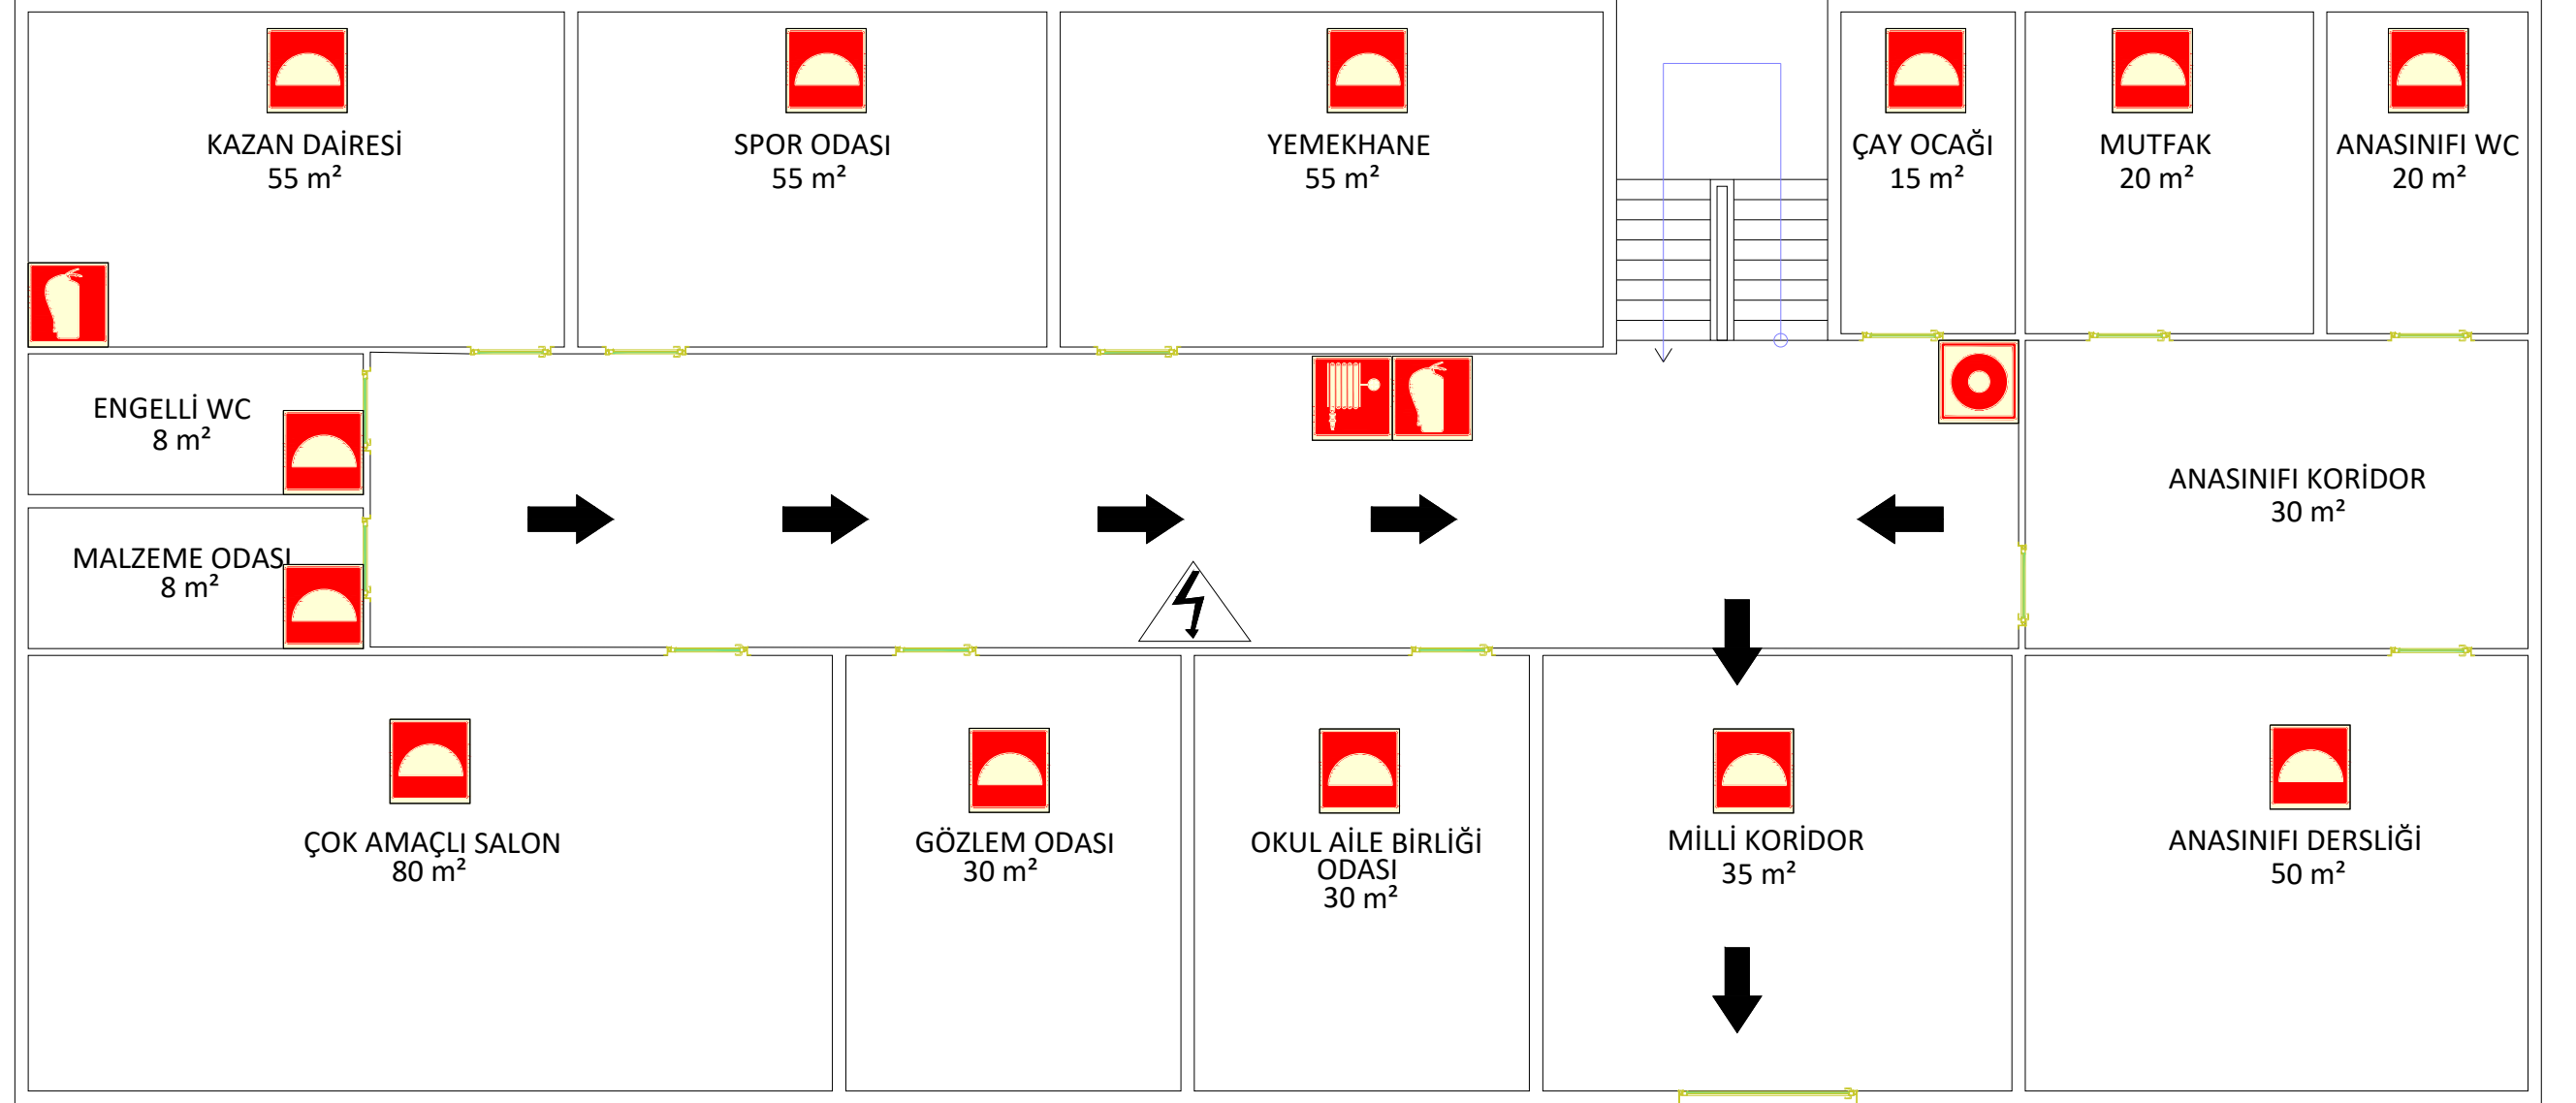 KAZAN DAİRESİ
55 m²
SPOR ODASI
55 m²
YEMEKHANE
55 m²
ÇAY OCAĞI
15 m²
MUTFAK
20 m²
ANASINIFI WC
20 m²
ENGELLİ WC
8 m²
MALZEME ODASI
8 m²
ANASINIFI KORİDOR
30 m²
ÇOK AMAÇLI SALON
80 m²
GÖZLEM ODASI
30 m²
OKUL AİLE BİRLİĞİ
ODASI
30 m²
MİLLİ KORİDOR
35 m²
ANASINIFI DERSLİĞİ
50 m²